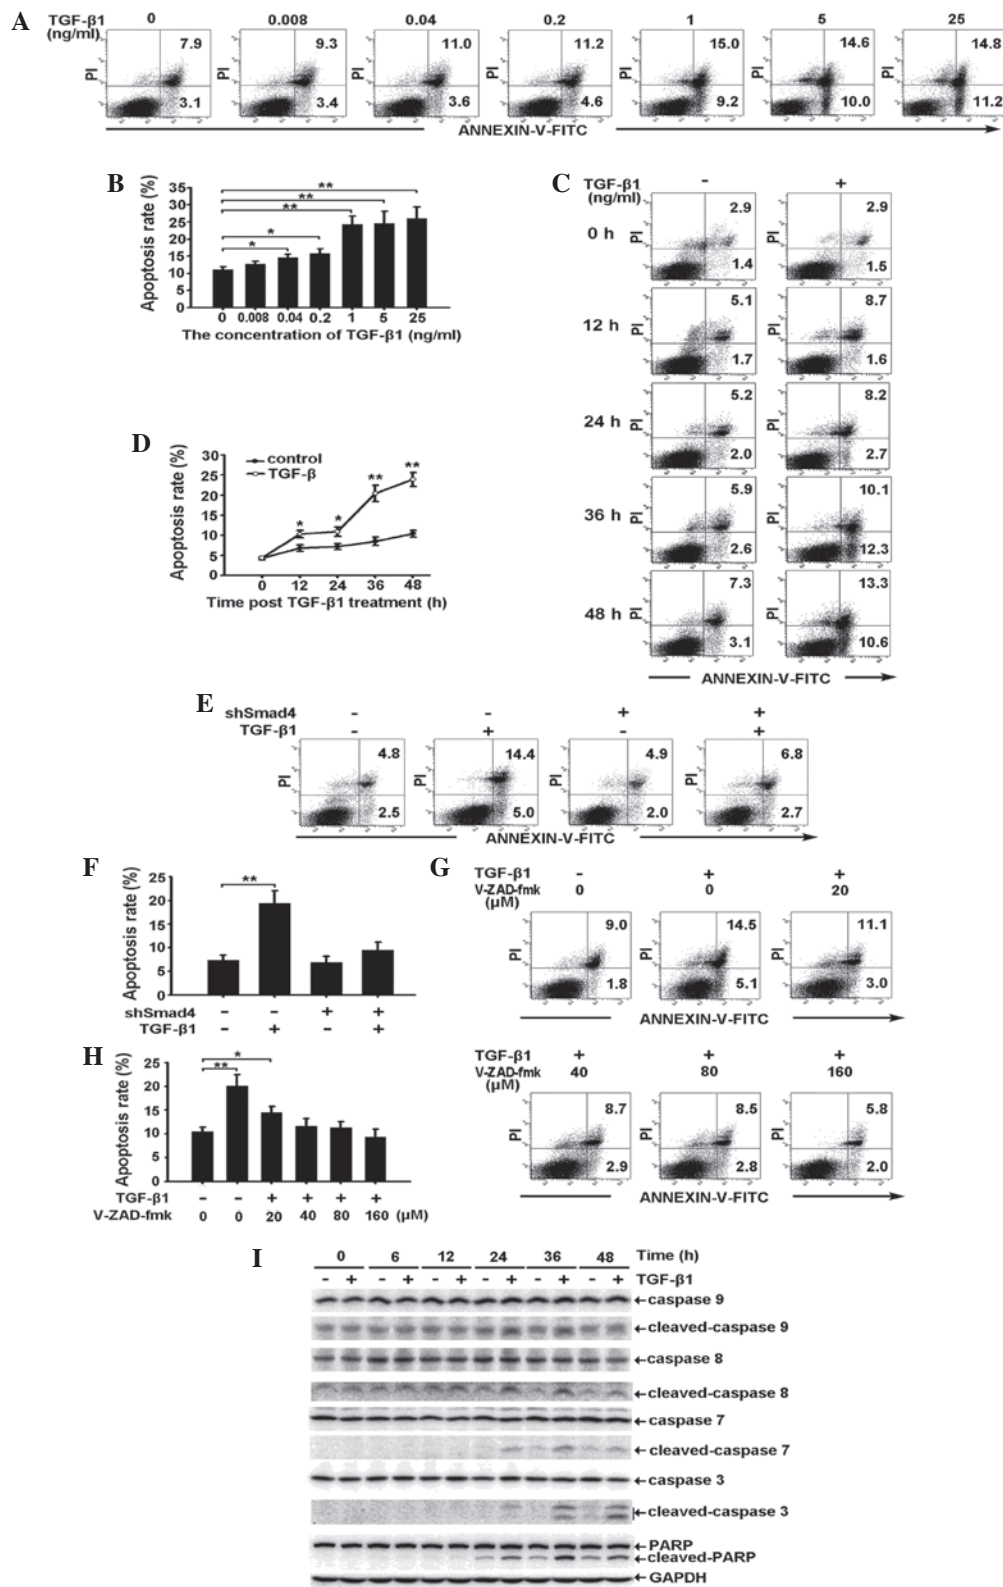 A
TGF-β1 (ng/ml) 0 0.008 0.04 0.2 1 5 25
PI
7.9 9.3 11.0 11.2 15.0 14.6 14.8
3.1 3.4 3.6 4.6 9.2 10.0 11.2
ANNEXIN-V-FITC
B
Apoptosis rate (%)
35
30
25
20
15
10
5
0
** ** ** * *
0 0.008 0.04 0.2 1 5 25
The concentration of TGF-β1 (ng/ml)
C
TGF-β1 (ng/ml) - +
0 h
PI 2.9 PI 2.9
1.4 1.5
12 h
PI 5.1 PI 8.7
1.7 1.6
24 h
PI 5.2 PI 8.2
2.0 2.7
36 h
PI 5.9 PI 10.1
2.6 12.3
48 h
PI 7.3 PI 13.3
3.1 10.6
ANNEXIN-V-FITC
D
Apoptosis rate (%)
30
25
20
15
10
5
0
control
TGF-β
* * ** **
0 12 24 36 48
Time post TGF-β1 treatment (h)
E
shSmad4 - - + +
TGF-β1 - + - +
PI 4.8 14.4 4.9 6.8
2.5 5.0 2.0 2.7
ANNEXIN-V-FITC
F
Apoptosis rate (%)
25
20
15
10
5
0
**
shSmad4 - - + +
TGF-β1 - + - +
G
TGF-β1 - + +
V-ZAD-fmk (μM) 0 0 20
PI 9.0 14.5 11.1
1.8 5.1 3.0
ANNEXIN-V-FITC
TGF-β1 + + +
V-ZAD-fmk (μM) 40 80 160
PI 8.7 8.5 5.8
2.9 2.8 2.0
ANNEXIN-V-FITC
H
Apoptosis rate (%)
25
20
15
10
5
0
* **
TGF-β1 - - + + + +
V-ZAD-fmk 0 0 20 40 80 160 (μM)
I
0 6 12 24 36 48 Time (h)
- + - + - + - + - + - + TGF-β1
caspase 9
cleaved-caspase 9
caspase 8
cleaved-caspase 8
caspase 7
cleaved-caspase 7
caspase 3
cleaved-caspase 3
PARP
cleaved-PARP
GAPDH